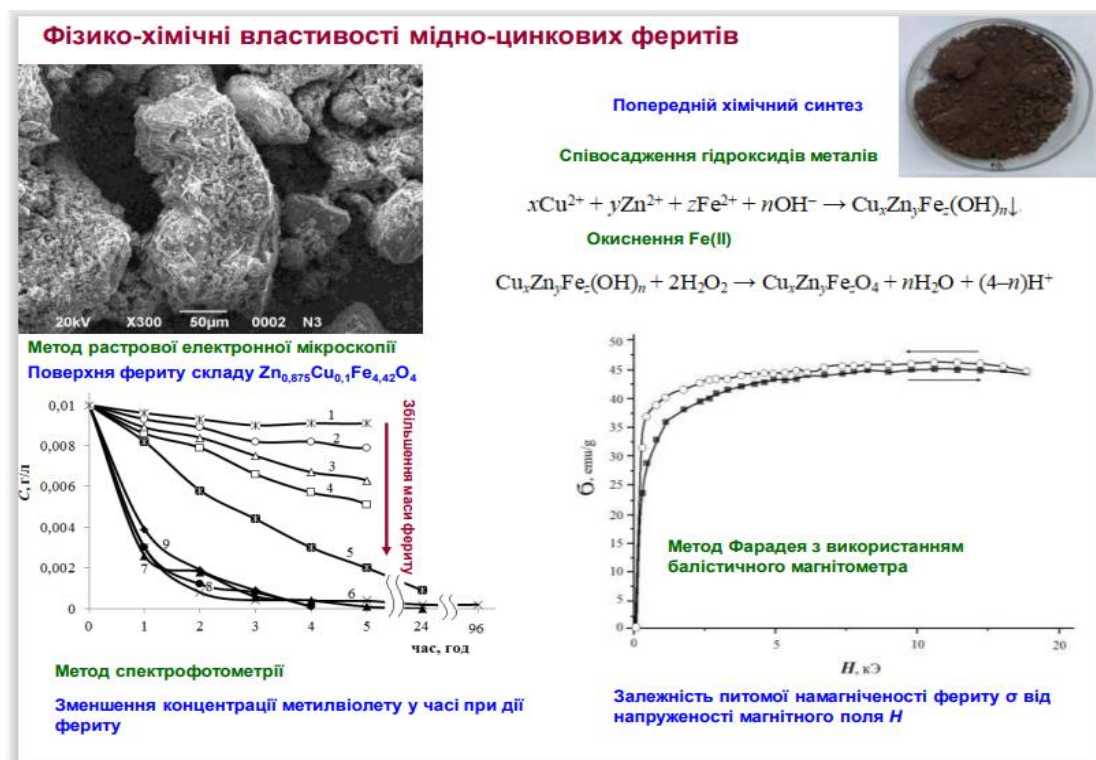 Фізико-хімічні властивості мідно-цинкових феритів
20kV X300 50µm 0002 N3
Метод растрової електронної мікроскопії
Поверхня фериту складу Zn₀,₈₇₅Cu₀,₁Fe₄,₄₂O₄
Попередній хімічний синтез
Співосадження гідроксидів металів
xCu²⁺ + yZn²⁺ + zFe²⁺ + nOH⁻ → CuₓZnᵧFe_z(OH)ₙ↓
Окиснення Fe(II)
CuₓZnᵧFe_z(OH)ₙ + 2H₂O₂ → CuₓZnᵧFe_zO₄ + nH₂O + (4–n)H⁺
C, г/л
0,01
0,008
0,006
0,004
0,002
0
1
2
3
4
5
6
7
8
9
Збільшення маси фериту
0 1 2 3 4 5 24 96
час, год
Метод спектрофотометрії
Зменшення концентрації метилвіолету у часі при дії
фериту
Ϭ, emu/g
50
45
40
35
30
25
20
15
10
5
0
0 5 10 15 20
H, кЭ
Метод Фарадея з використанням
балістичного магнітометра
Залежність питомої намагніченості фериту σ від
напруженості магнітного поля H